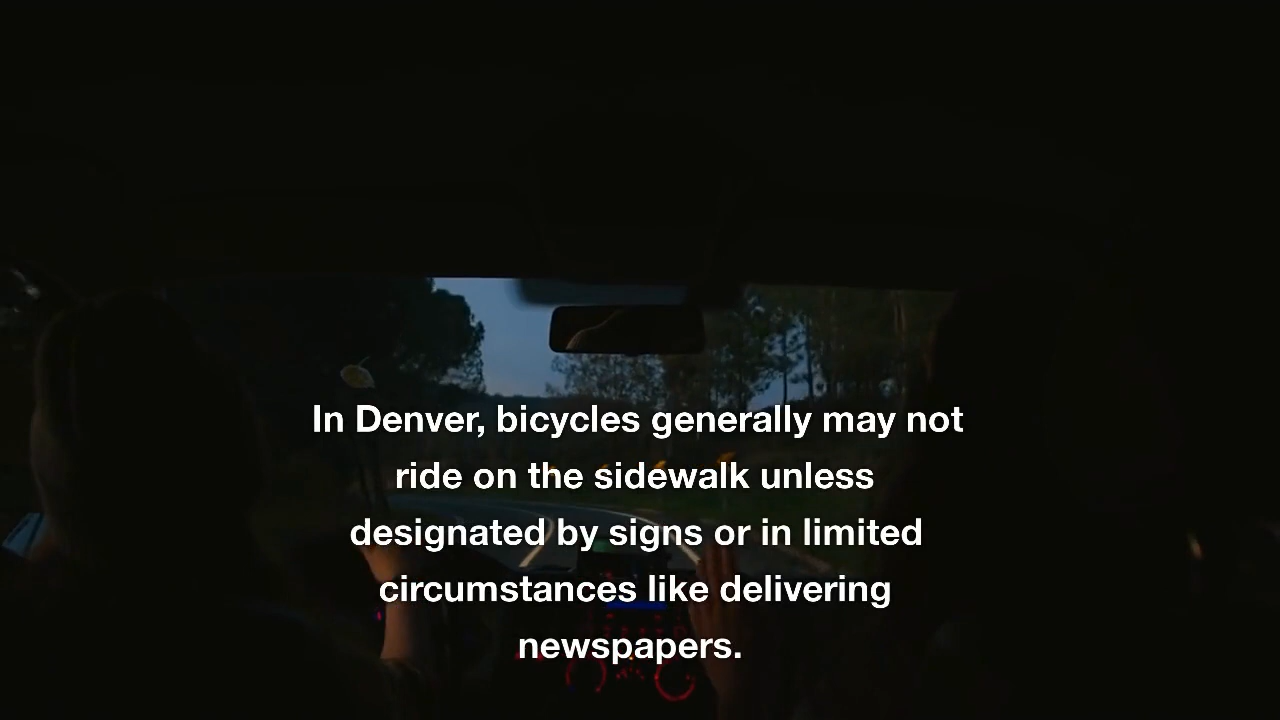 In Denver, bicycles generally may not
ride on the sidewalk unless
designated by signs or in limited
circumstances like delivering
newspapers.